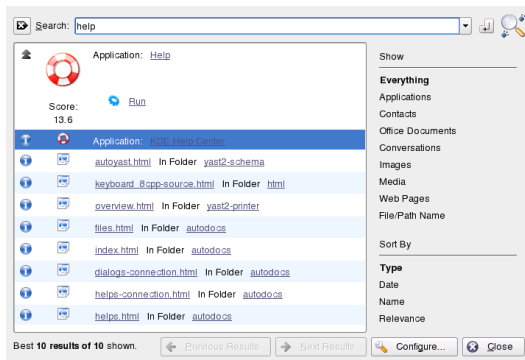 Search: help
Application: Help
Run
Score:
13.6
Application: KDE Help Center
autoyast.html In Folder yast2-schema
keyboard_8cpp-source.html In Folder html
overview.html In Folder yast2-printer
files.html In Folder autodocs
index.html In Folder autodocs
dialogs-connection.html In Folder autodocs
helps-connection.html In Folder autodocs
helps.html In Folder autodocs
Show
Everything
Applications
Contacts
Office Documents
Conversations
Images
Media
Web Pages
File/Path Name
Sort By
Type
Date
Name
Relevance
Best 10 results of 10 shown.
Previous Results
Next Results
Configure...
Close